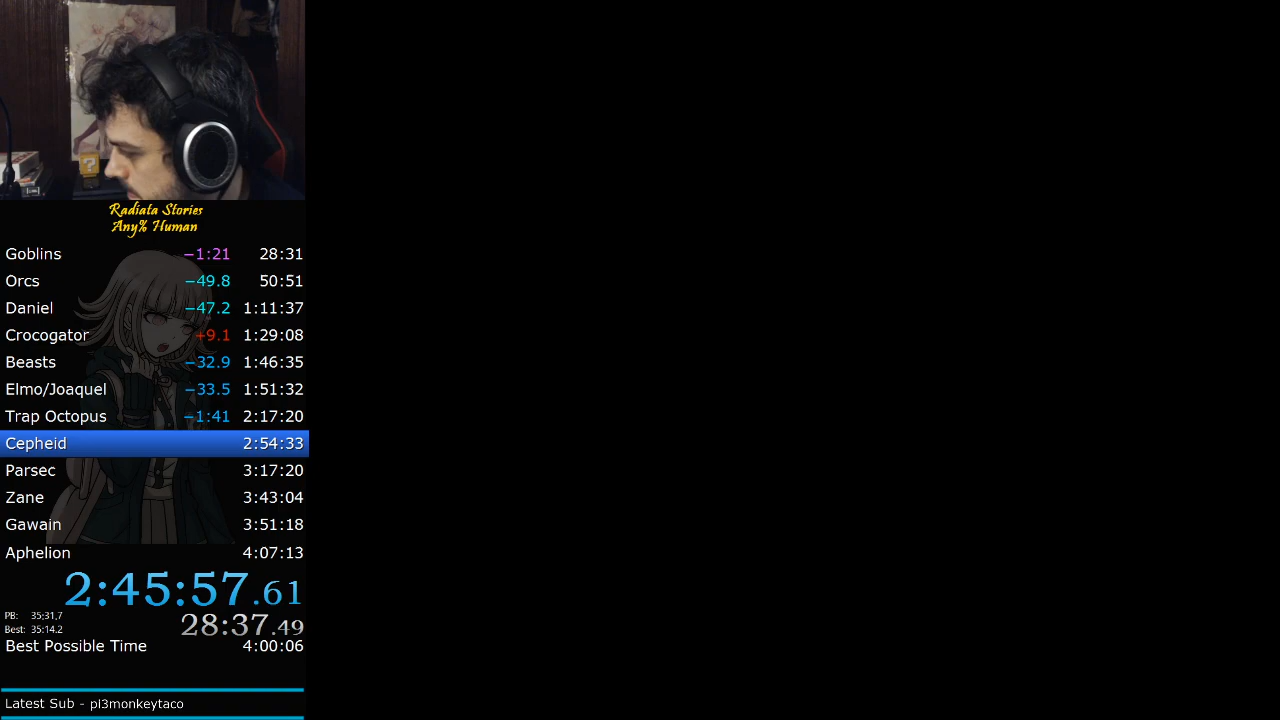 Radiata Stories
Any% Human
Goblins −1:21 28:31
Orcs −49.8 50:51
Daniel −47.2 1:11:37
Crocogator +9.1 1:29:08
Beasts −32.9 1:46:35
Elmo/Joaquel −33.5 1:51:32
Trap Octopus −1:41 2:17:20
Cepheid 2:54:33
Parsec 3:17:20
Zane 3:43:04
Gawain 3:51:18
Aphelion 4:07:13
2:45:57.61
PB: 35:31,7
28:37.49
Best: 35:14.2
Best Possible Time 4:00:06
Latest Sub - pl3monkeytaco